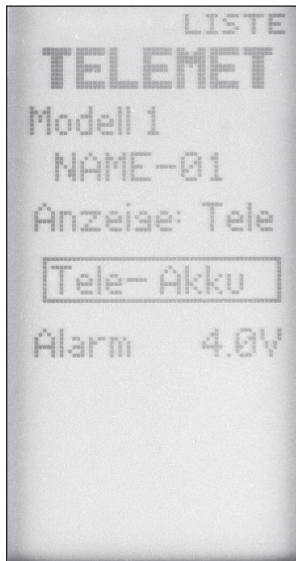 LISTE
TELEMET
Modell 1
NAME-01
Anzeige: Tele
Tele-Akku
Alarm 4.0V